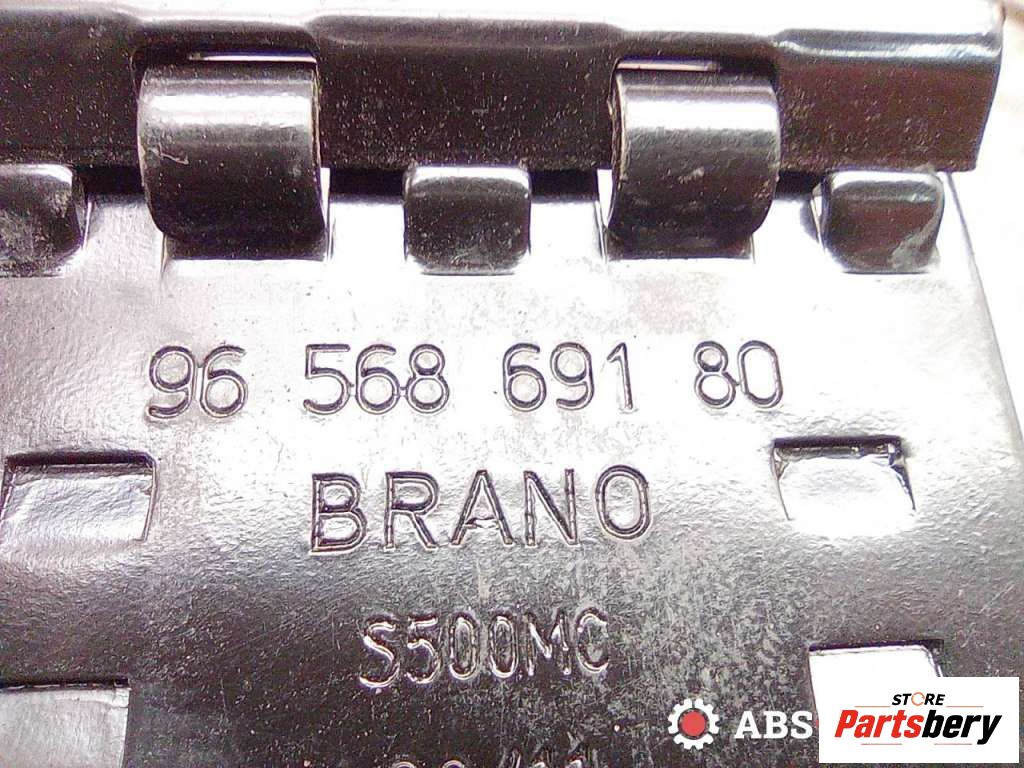 96 568 691 80
BRANO
S500MC
ABS
STORE
Partsbery